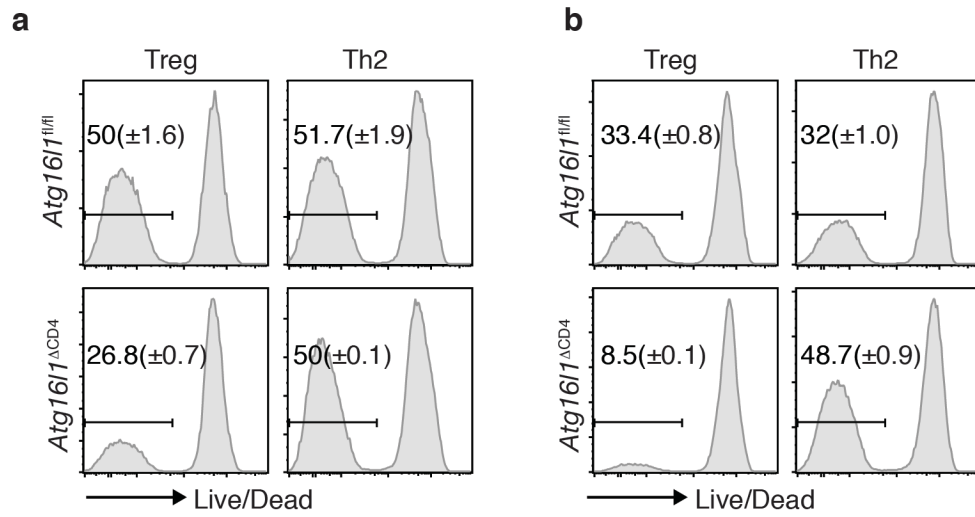 a
b
Treg Th2
Treg Th2
Atg16l1fl/fl
50(±1.6)
51.7(±1.9)
Atg16l1fl/fl
33.4(±0.8)
32(±1.0)
Atg16l1ΔCD4
26.8(±0.7)
50(±0.1)
Atg16l1ΔCD4
8.5(±0.1)
48.7(±0.9)
Live/Dead
Live/Dead